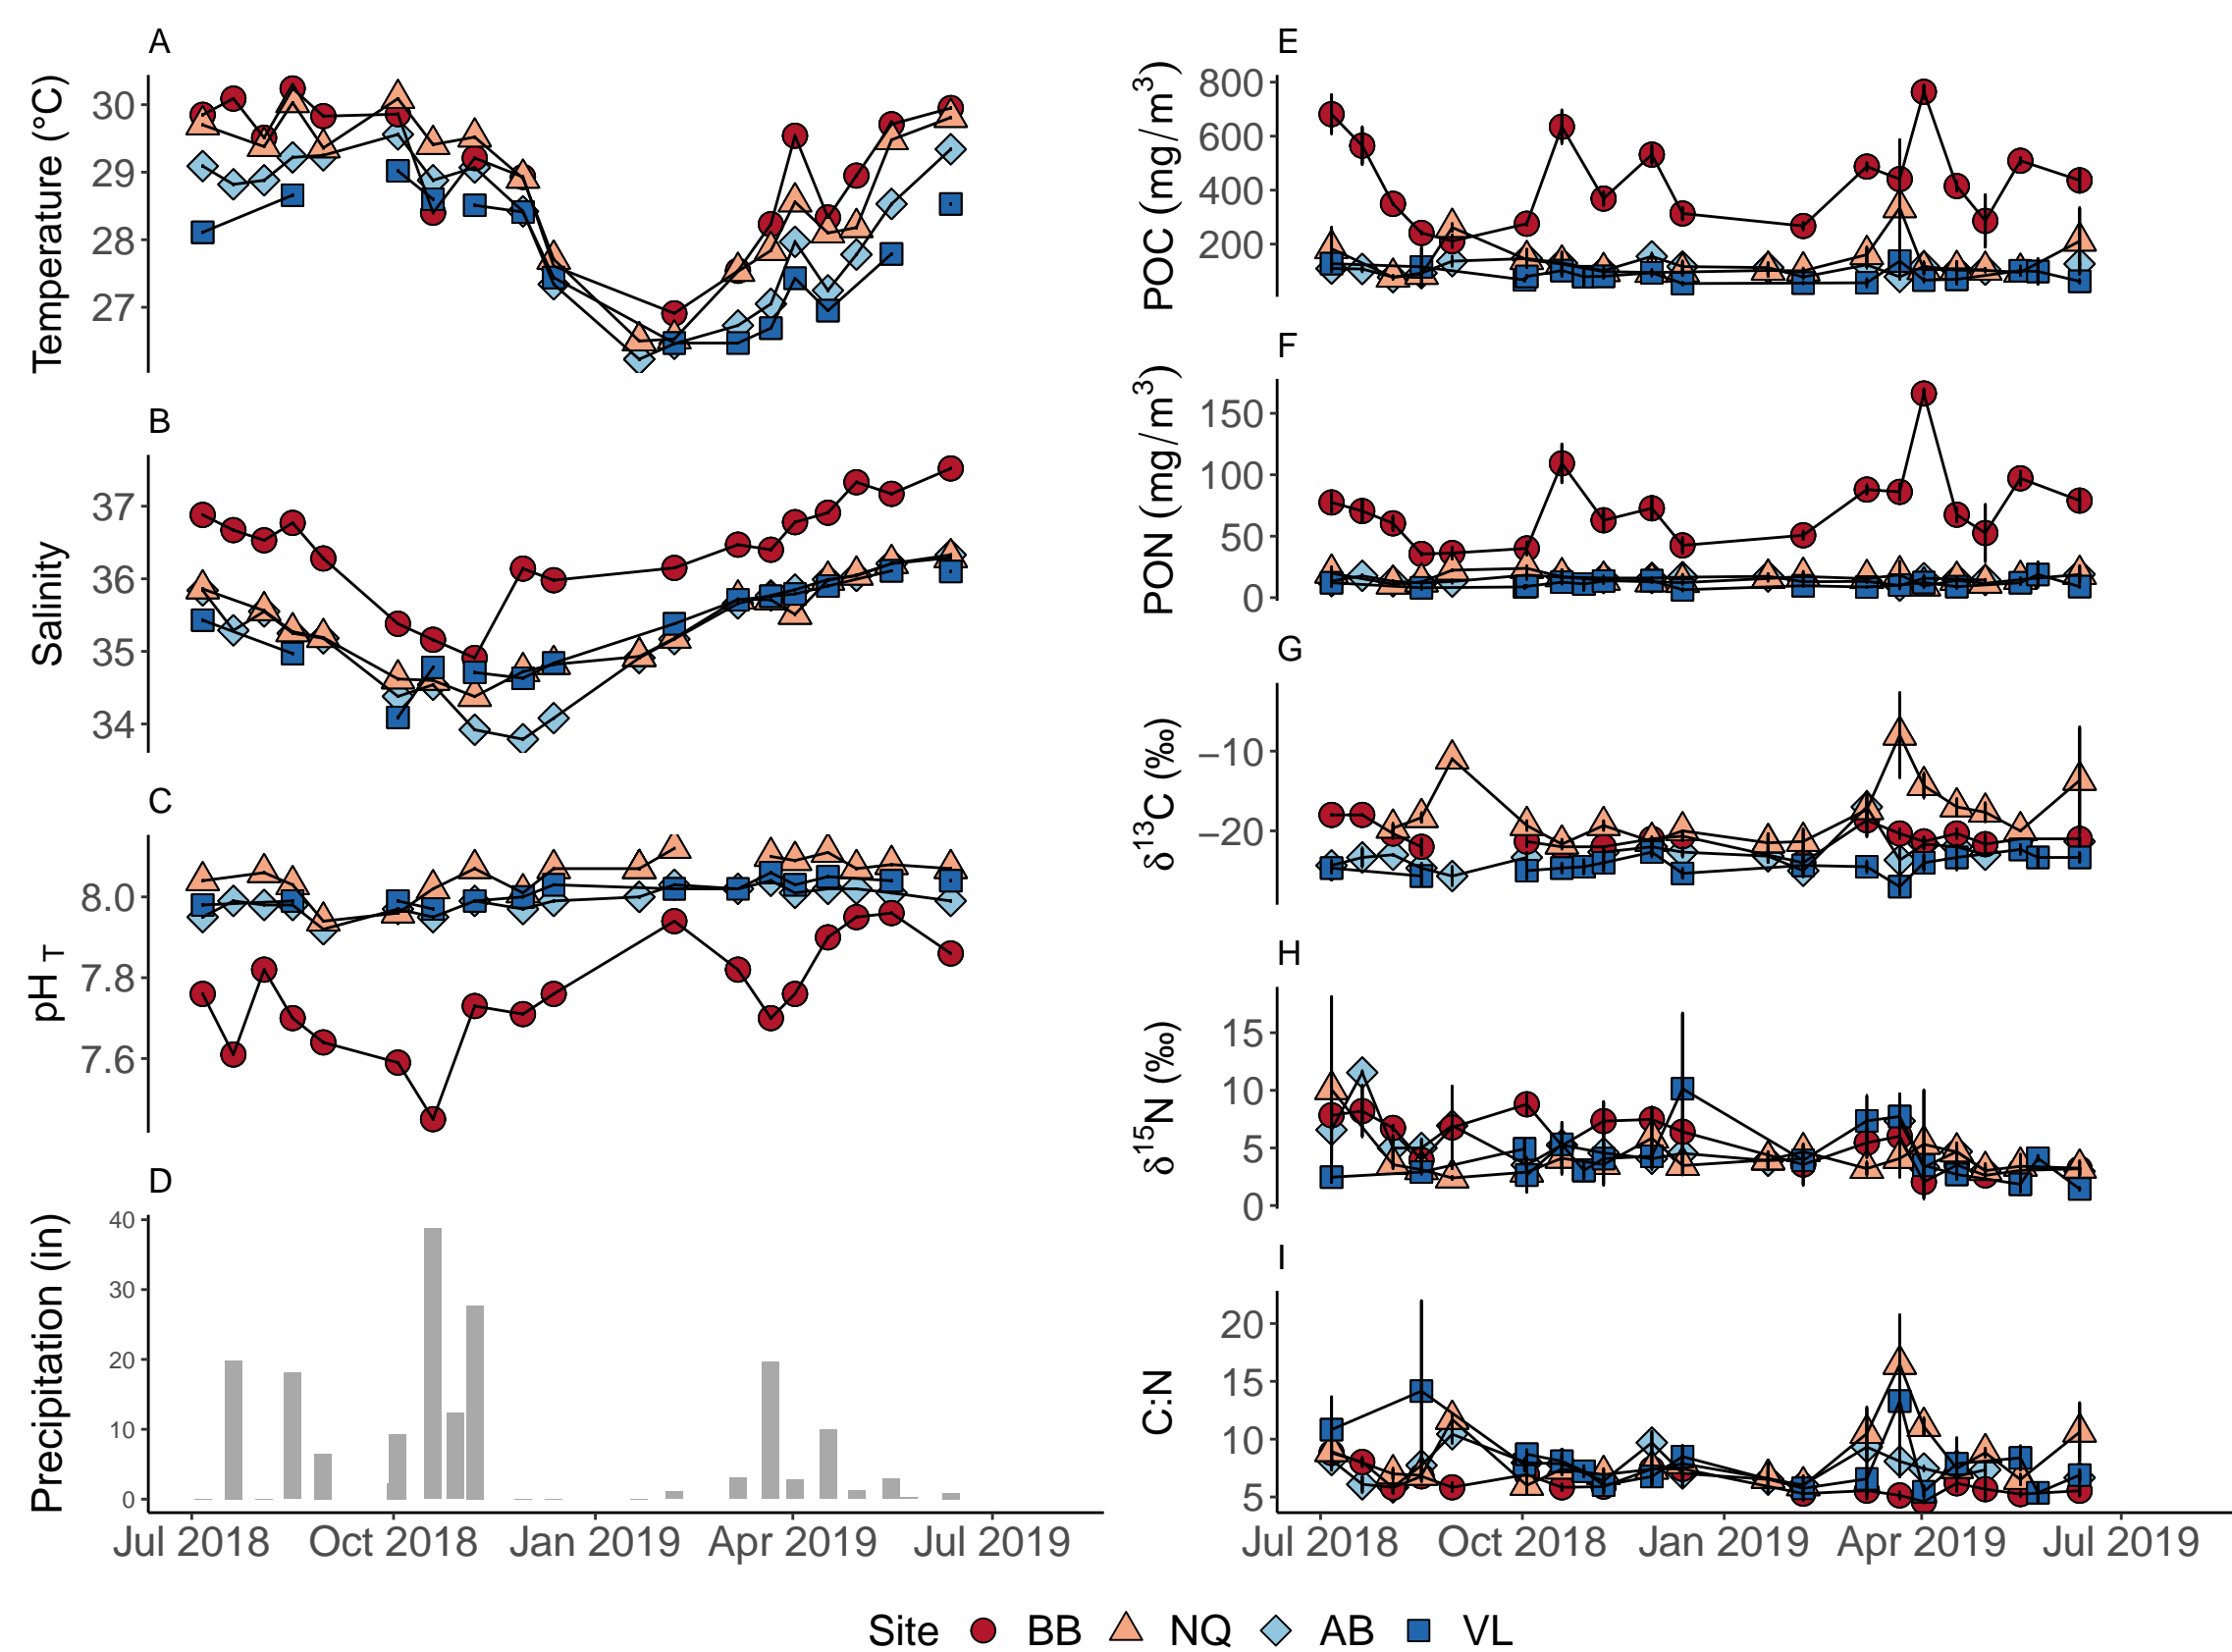 A
Temperature (°C)
30
29
28
27
B
Salinity
37
36
35
34
C
pH T
8.0
7.8
7.6
D
Precipitation (in)
40
30
20
10
0
Jul 2018 Oct 2018 Jan 2019 Apr 2019 Jul 2019
E
POC (mg/m³)
800
600
400
200
F
PON (mg/m³)
150
100
50
0
G
δ¹³C (‰)
−10
−20
H
δ¹⁵N (‰)
15
10
5
0
I
C:N
20
15
10
5
Jul 2018 Oct 2018 Jan 2019 Apr 2019 Jul 2019
Site BB NQ AB VL